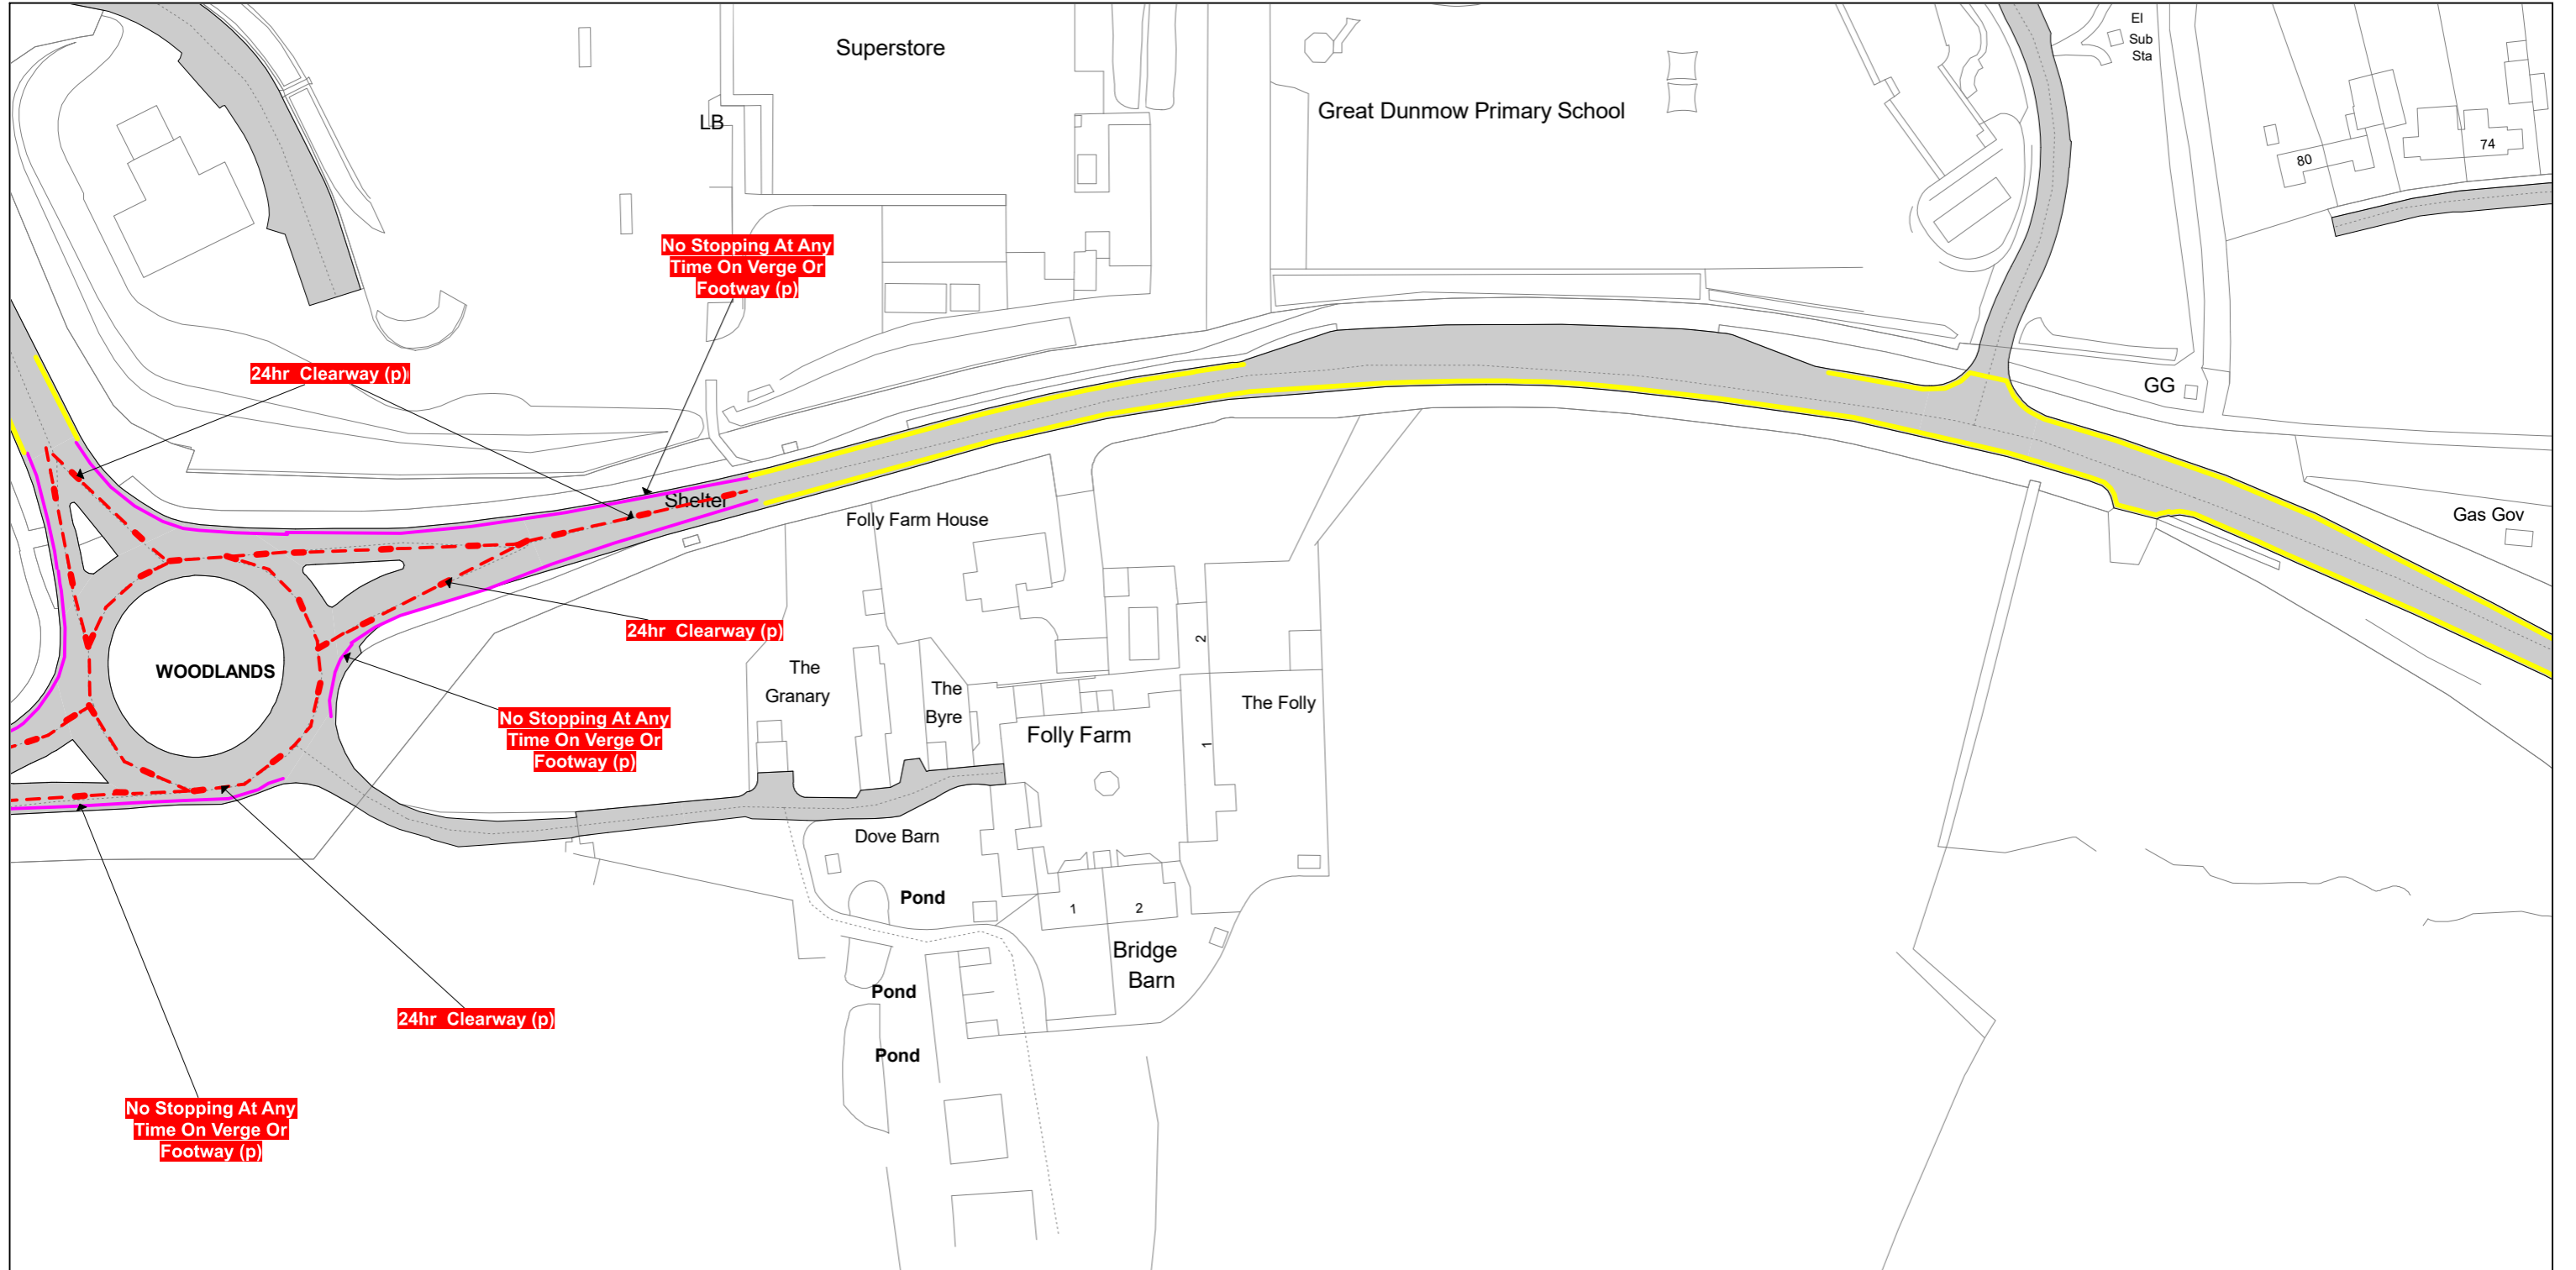 El
Sub
Sta
Superstore
Great Dunmow Primary School
LB
80
74
No Stopping At Any
Time On Verge Or
Footway (p)
24hr Clearway (p)
GG
Shelter
Folly Farm House
Gas Gov
24hr Clearway (p)
2
WOODLANDS
The
Granary
The
Byre
The Folly
No Stopping At Any
Time On Verge Or
Footway (p)
Folly Farm
1
Dove Barn
Pond
1
2
Bridge
Barn
Pond
24hr Clearway (p)
Pond
No Stopping At Any
Time On Verge Or
Footway (p)